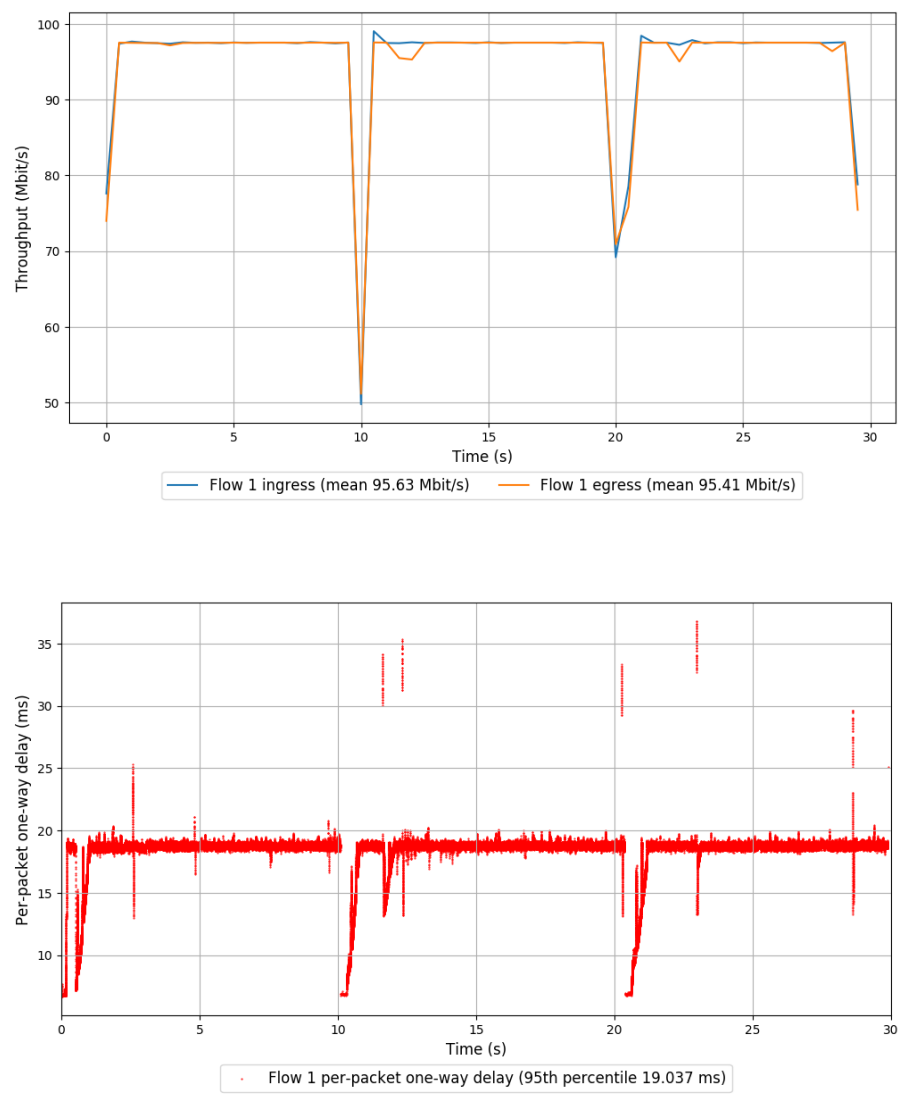 100
90
80
70
60
50
Throughput (Mbit/s)
0 5 10 15 20 25 30
Time (s)
Flow 1 ingress (mean 95.63 Mbit/s) Flow 1 egress (mean 95.41 Mbit/s)
35
30
25
20
15
10
Per-packet one-way delay (ms)
0 5 10 15 20 25 30
Time (s)
Flow 1 per-packet one-way delay (95th percentile 19.037 ms)